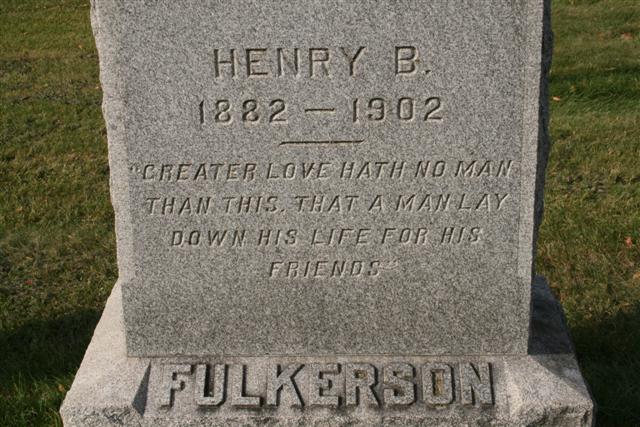 HENRY B.
1882 — 1902
"GREATER LOVE HATH NO MAN
THAN THIS, THAT A MAN LAY
DOWN HIS LIFE FOR HIS
FRIENDS"
FULKERSON